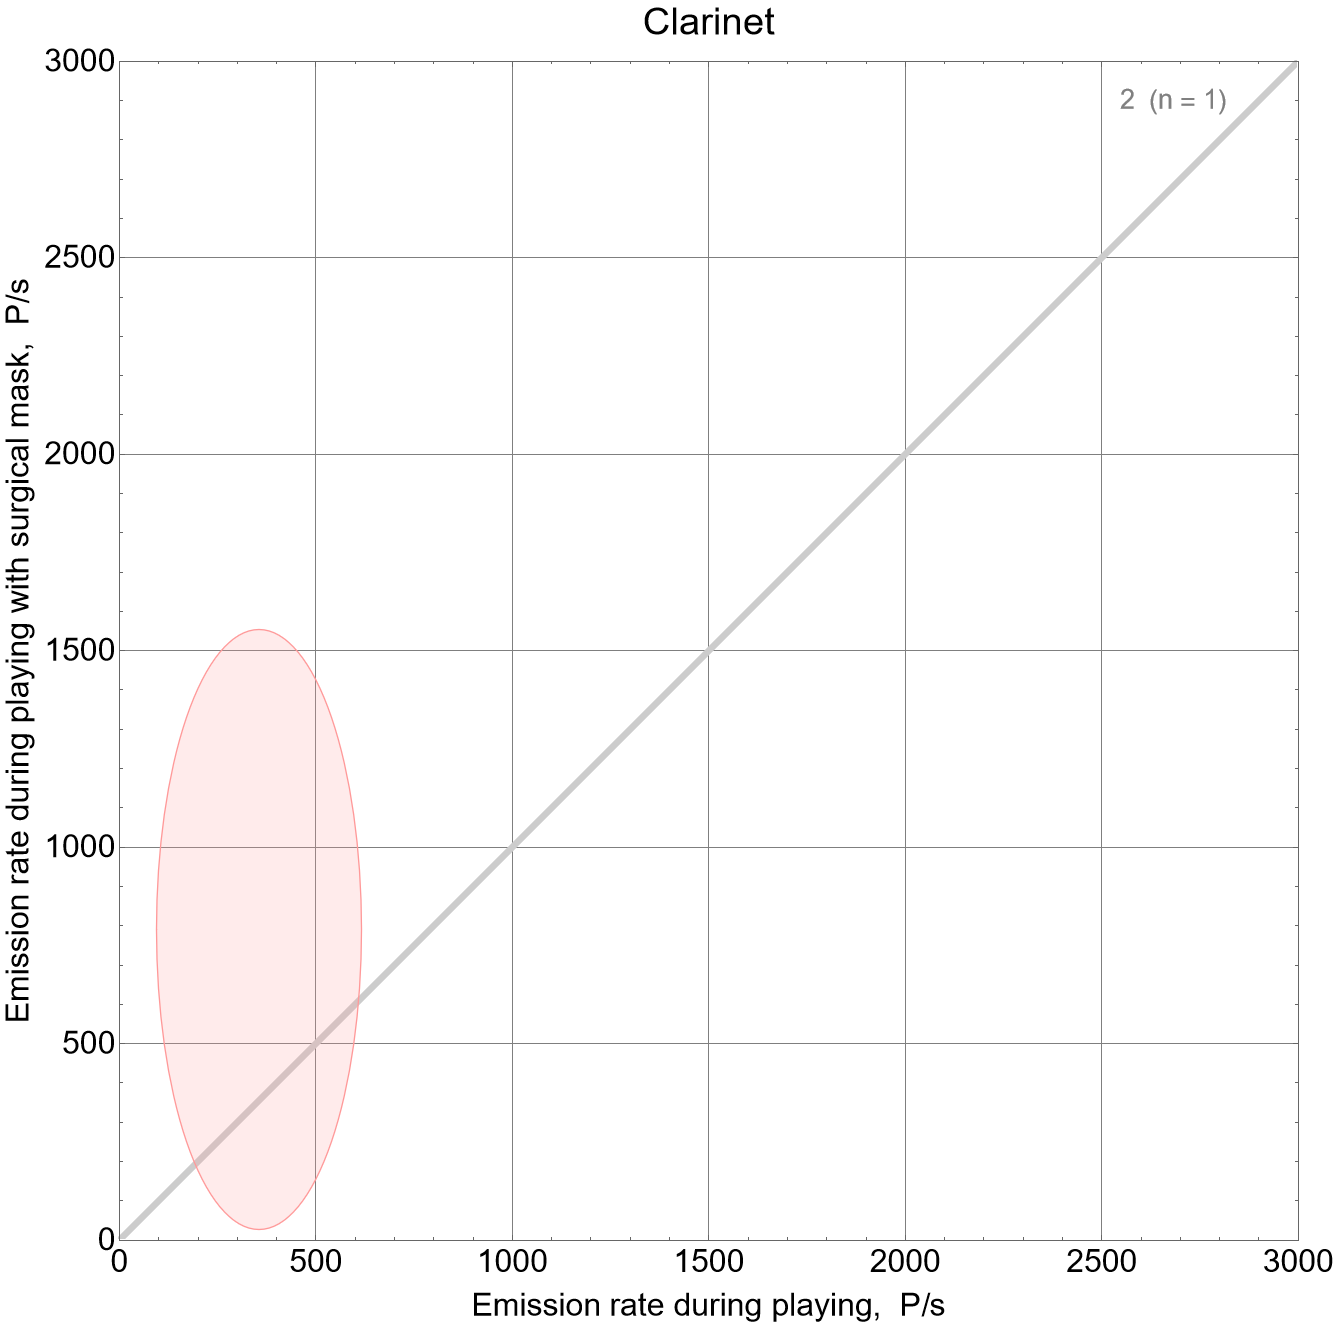 Clarinet
3000
2 (n = 1)
2500
2000
1500
1000
500
0
Emission rate during playing with surgical mask, P/s
0 500 1000 1500 2000 2500 3000
Emission rate during playing, P/s